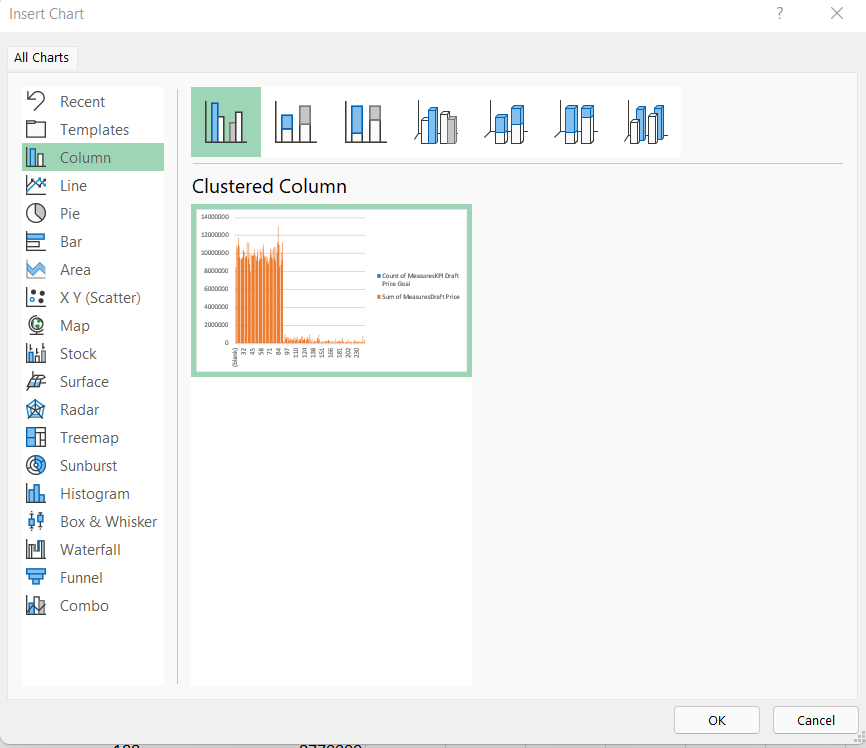 Insert Chart
?
All Charts
Recent
Templates
Column
Line
Pie
Bar
Area
X Y (Scatter)
Map
Stock
Surface
Radar
Treemap
Sunburst
Histogram
Box & Whisker
Waterfall
Funnel
Combo
Clustered Column
14000000
12000000
10000000
8000000
6000000
4000000
2000000
0
(blank) 32 45 58 71 84 97 110 124 138 151 166 181 202 230
Count of MeasuresKPI Draft
Price Goal
Sum of MeasuresDraft Price
OK
Cancel